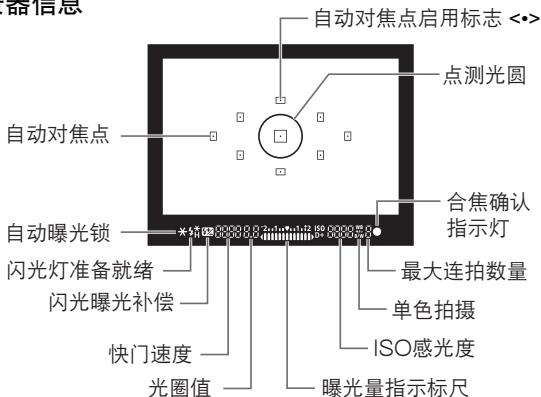 器信息
自动对焦点启用标志 <•>
点测光圆
自动对焦点
合焦确认
指示灯
自动曝光锁
闪光灯准备就绪
最大连拍数量
闪光曝光补偿
单色拍摄
快门速度
ISO感光度
光圈值
曝光量指示标尺